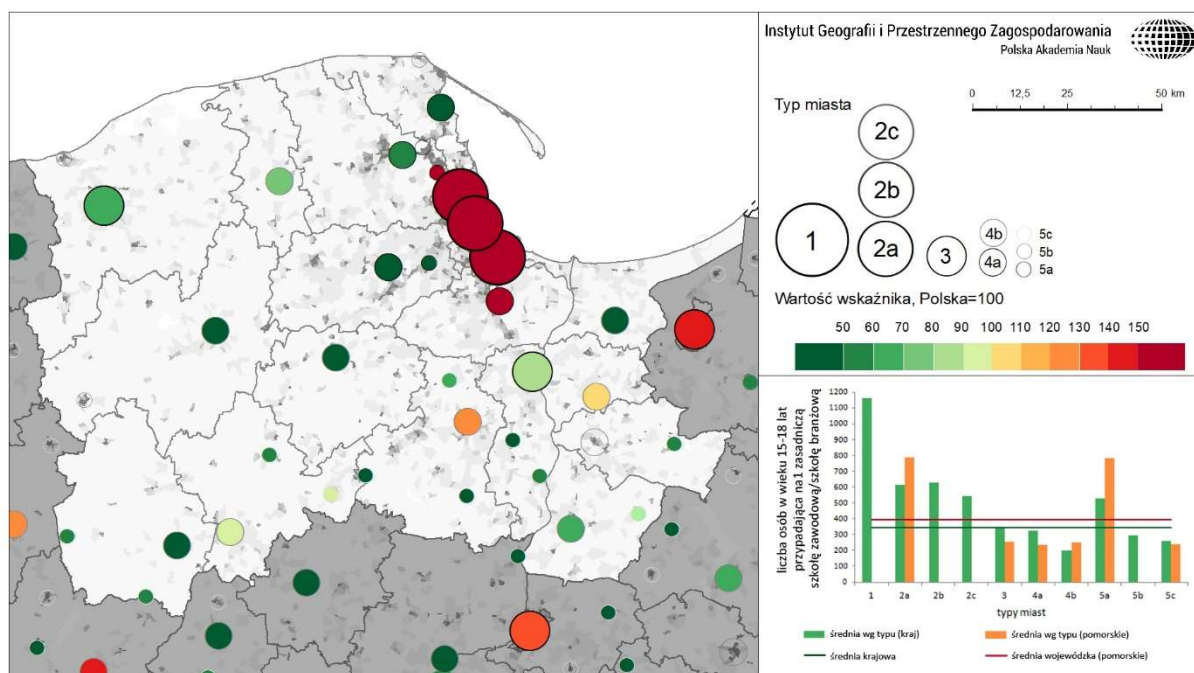 Instytut Geografii i Przestrzennego Zagospodarowania
Polska Akademia Nauk
0 12,5 25 50 km
Typ miasta
2c
2b
1
2a
3
4b
4a
5c
5b
5a
Wartość wskaźnika, Polska=100
50 60 70 80 90 100 110 120 130 140 150
liczba osób w wieku 15-18 lat
przypadająca na1 zasadniczą
szkołę zawodową/szkołę branżową
1200
1100
1000
900
800
700
600
500
400
300
200
100
0
1 2a 2b 2c 3 4a 4b 5a 5b 5c
typy miast
średnia wg typu (kraj)
średnia wg typu (pomorskie)
średnia krajowa
średnia wojewódzka (pomorskie)